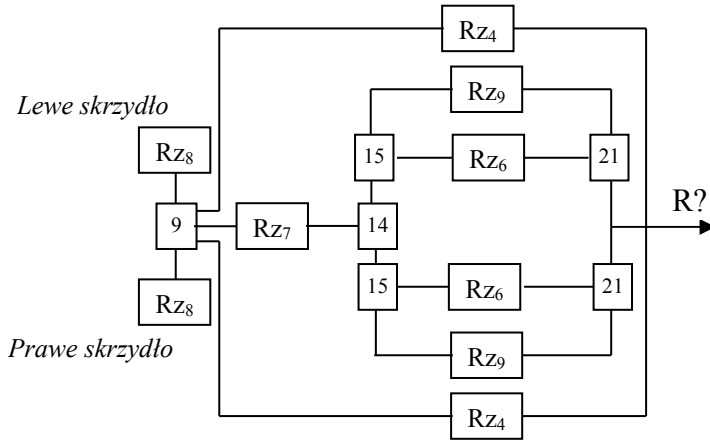 Rz₄
Rz₉
Lewe skrzydło
Rz₈
15
Rz₆
21
R?
9
Rz₇
14
15
Rz₆
21
Rz₈
Prawe skrzydło
Rz₉
Rz₄